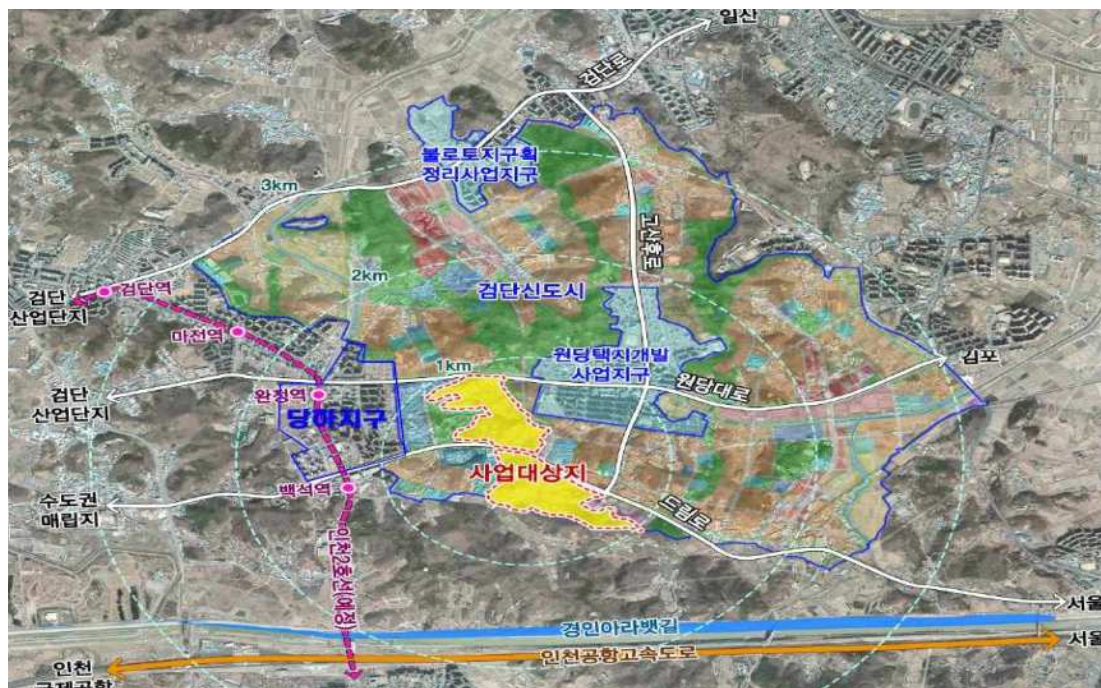 일산
검단로
불로토지구획
정리사업지구
3km
고산후로
2km
검단신도시
검단역
검단
산업단지
마전역
원당택지개발
사업지구
김포
1km
원당대로
검단
산업단지
완정역
당하지구
사업대상지
백석역
수도권
매립지
드림로
인천2호선(예정)
서울
경인아라뱃길
서울
인천공항고속도로
인천
국제공항